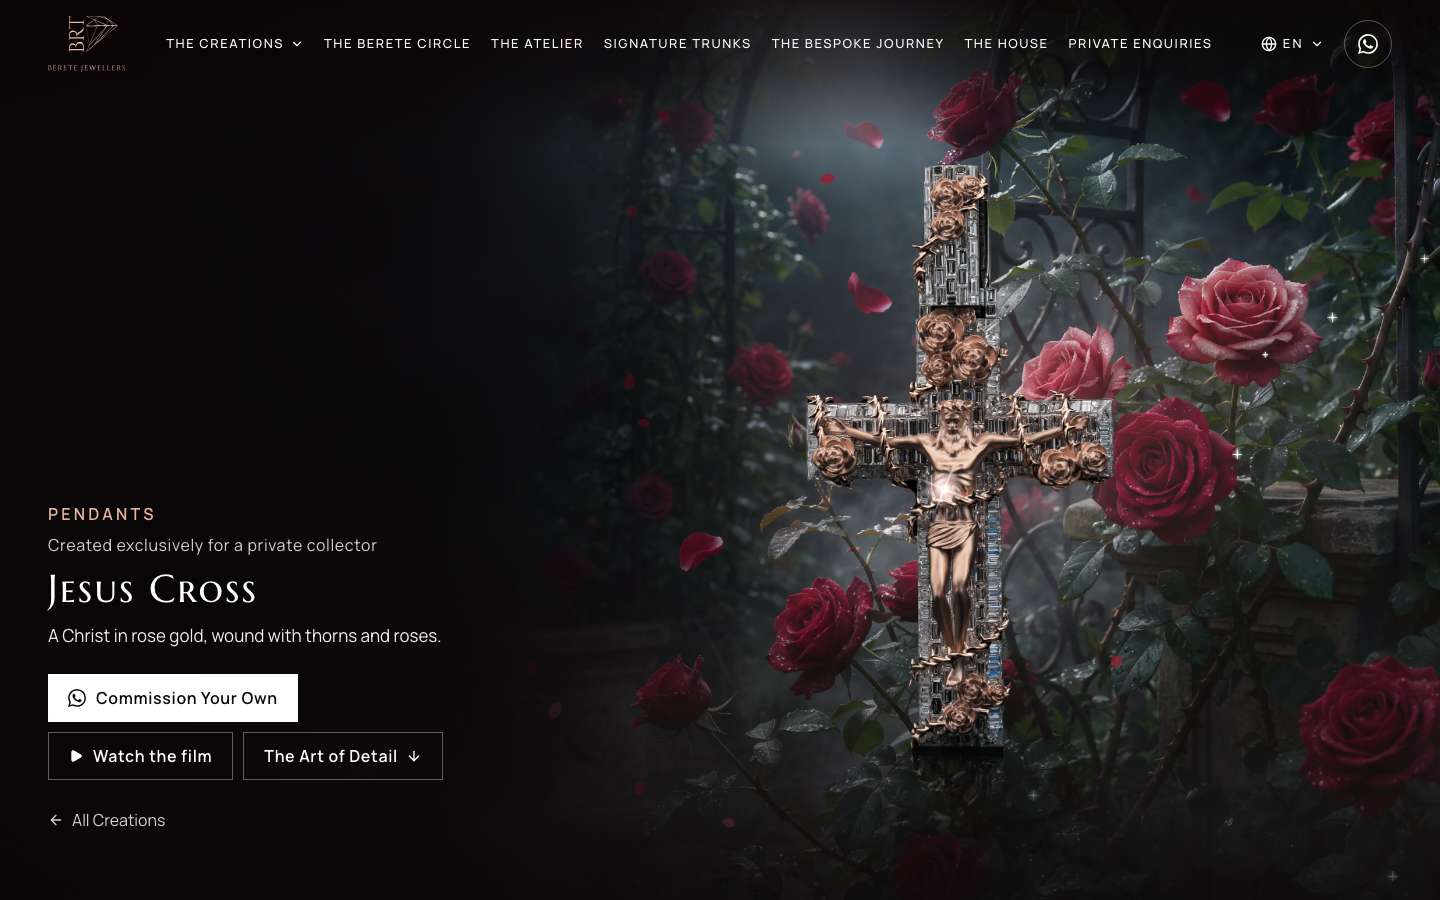 BRT
BERETE JEWELLERS
THE CREATIONS
THE BERETE CIRCLE
THE ATELIER
SIGNATURE TRUNKS
THE BESPOKE JOURNEY
THE HOUSE
PRIVATE ENQUIRIES
EN
PENDANTS
Created exclusively for a private collector
Jesus Cross
A Christ in rose gold, wound with thorns and roses.
Commission Your Own
Watch the film
The Art of Detail
All Creations